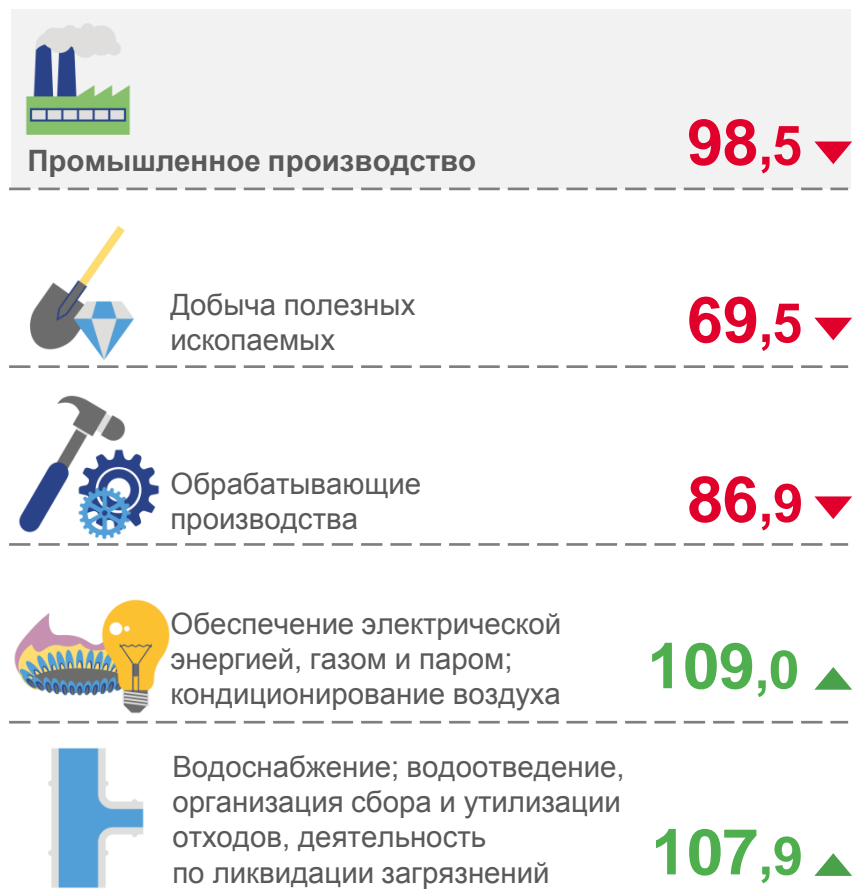 Промышленное производство
98,5
Добыча полезных
ископаемых
69,5
Обрабатывающие
производства
86,9
Обеспечение электрической
энергией, газом и паром;
кондиционирование воздуха
109,0
Водоснабжение; водоотведение,
организация сбора и утилизации
отходов, деятельность
по ликвидации загрязнений
107,9